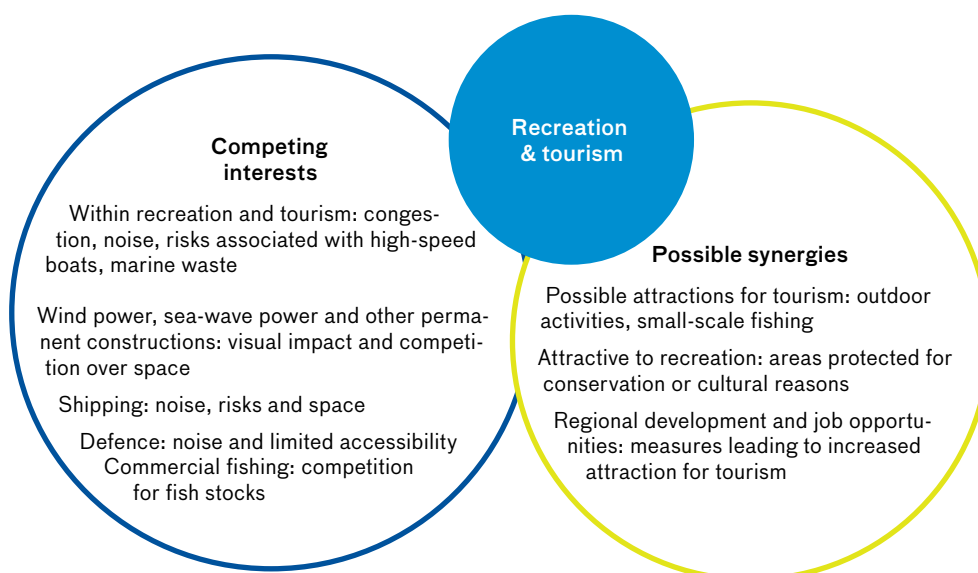 Recreation
& tourism
Competing
interests
Within recreation and tourism: conges-
tion, noise, risks associated with high-speed
boats, marine waste
Wind power, sea-wave power and other perma-
nent constructions: visual impact and competi-
tion over space
Shipping: noise, risks and space
Defence: noise and limited accessibility
Commercial fishing: competition
for fish stocks
Possible synergies
Possible attractions for tourism: outdoor
activities, small-scale fishing
Attractive to recreation: areas protected for
conservation or cultural reasons
Regional development and job opportu-
nities: measures leading to increased
attraction for tourism